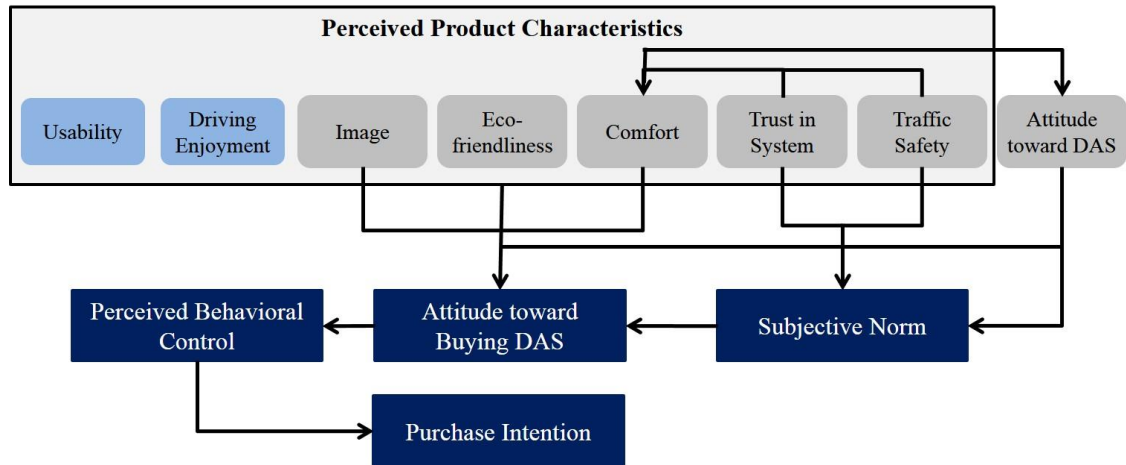 Perceived Product Characteristics
Usability
Driving
Enjoyment
Image
Eco-
friendliness
Comfort
Trust in
System
Traffic
Safety
Attitude
toward DAS
Perceived Behavioral
Control
Attitude toward
Buying DAS
Subjective Norm
Purchase Intention